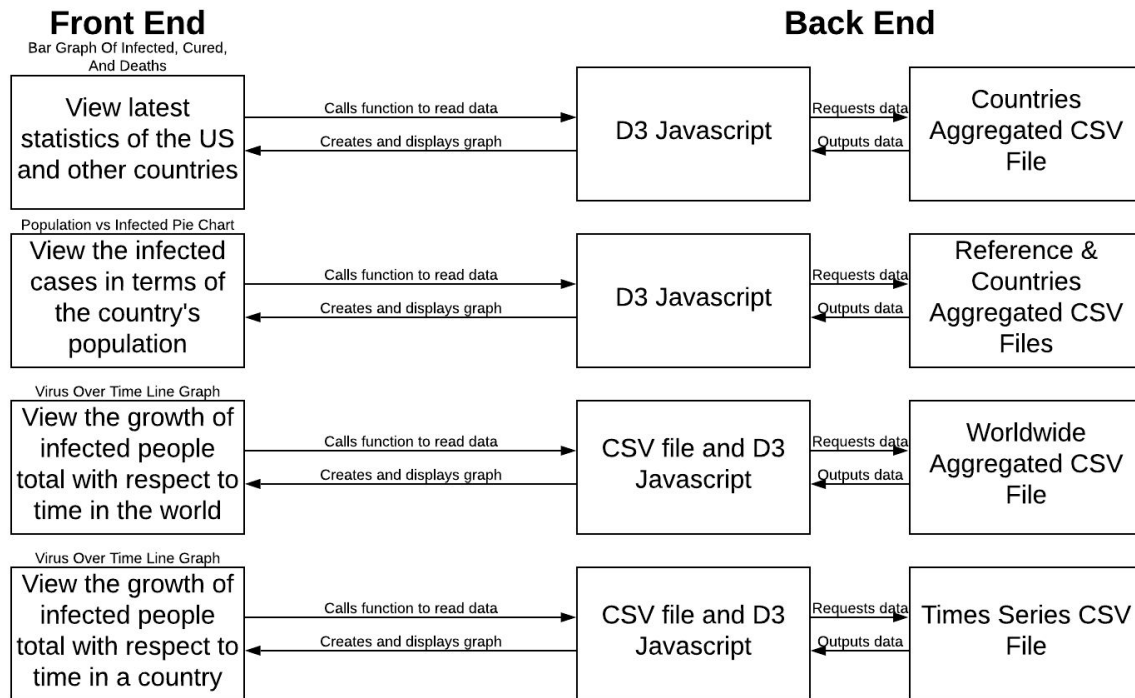 Front End
Back End
Bar Graph Of Infected, Cured,
And Deaths
View latest
statistics of the US
and other countries
Calls function to read data
Creates and displays graph
D3 Javascript
Requests data
Outputs data
Countries
Aggregated CSV
File
Population vs Infected Pie Chart
View the infected
cases in terms of
the country's
population
Calls function to read data
Creates and displays graph
D3 Javascript
Requests data
Outputs data
Reference &
Countries
Aggregated CSV
Files
Virus Over Time Line Graph
View the growth of
infected people
total with respect to
time in the world
Calls function to read data
Creates and displays graph
CSV file and D3
Javascript
Requests data
Outputs data
Worldwide
Aggregated CSV
File
Virus Over Time Line Graph
View the growth of
infected people
total with respect to
time in a country
Calls function to read data
Creates and displays graph
CSV file and D3
Javascript
Requests data
Outputs data
Times Series CSV
File